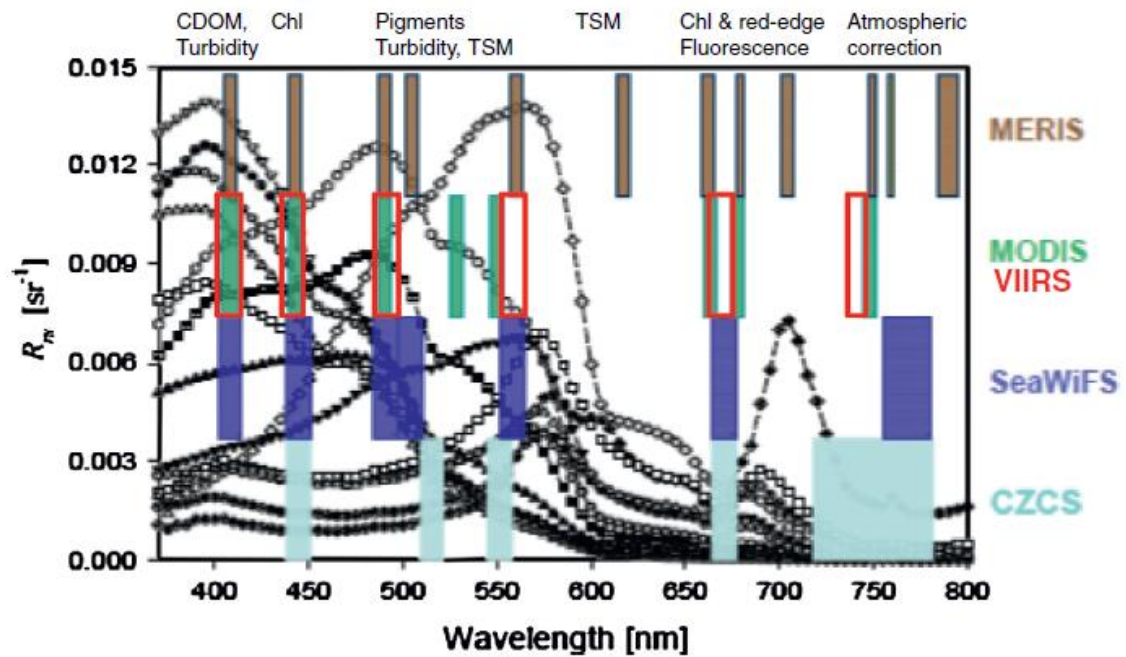 CDOM, Chl Pigments TSM Chl & red-edge Atmospheric
Turbidity Turbidity, TSM Fluorescence correction
0.015
0.012
0.009
0.006
0.003
0.000
Rrs [sr-1]
MERIS
MODIS
VIIRS
SeaWiFS
CZCS
400 450 500 550 600 650 700 750 800
Wavelength [nm]